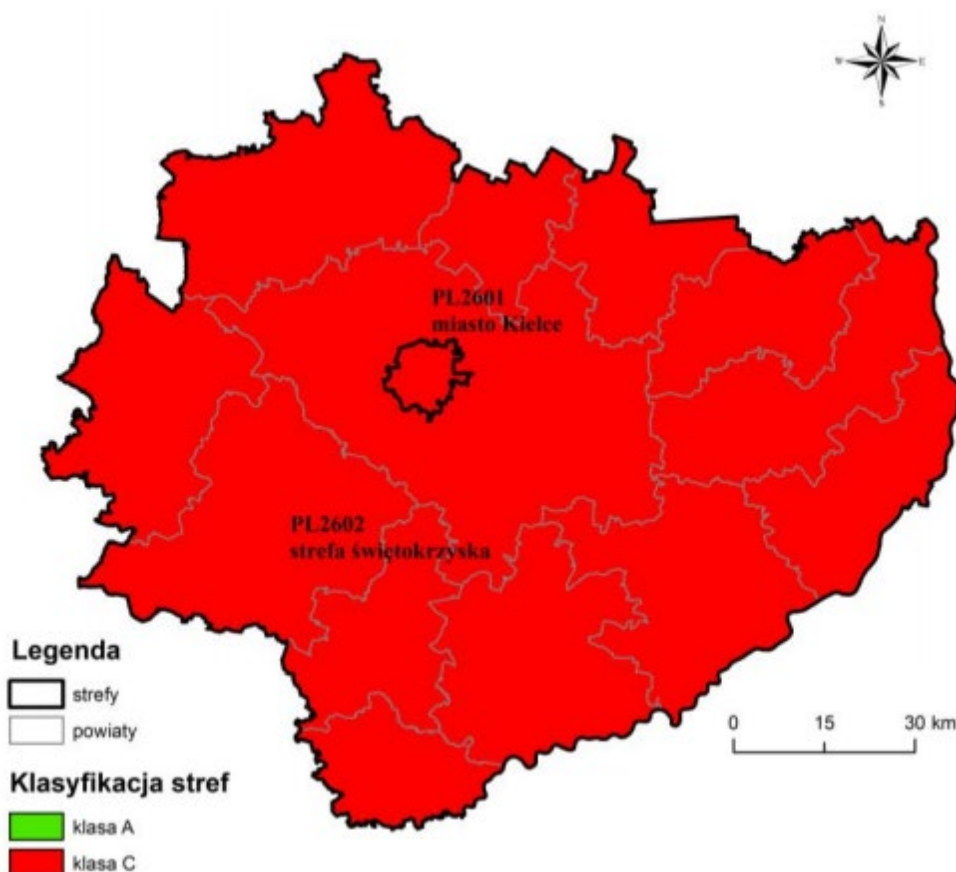 N
W E
S
PL2601
miasto Kielce
PL2602
strefa świętokrzyska
Legenda
strefy
powiaty
0 15 30 km
Klasyfikacja stref
klasa A
klasa C